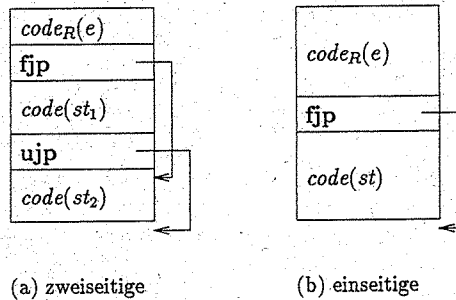 code_R(e)
fjp
code(st_1)
ujp
code(st_2)
(a) zweiseitige
code_R(e)
fjp
code(st)
(b) einseitige